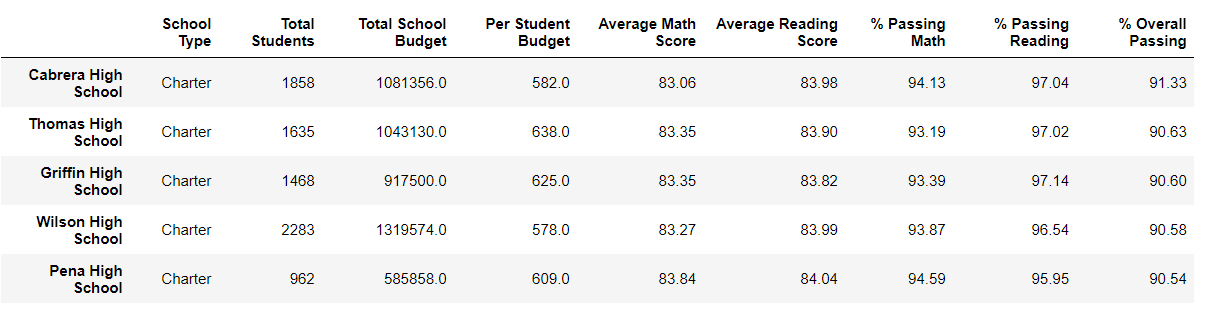 School Type Total Students Total School Budget Per Student Budget Average Math Score Average Reading Score % Passing Math % Passing Reading % Overall Passing
Cabrera High School Charter 1858 1081356.0 582.0 83.06 83.98 94.13 97.04 91.33
Thomas High School Charter 1635 1043130.0 638.0 83.35 83.90 93.19 97.02 90.63
Griffin High School Charter 1468 917500.0 625.0 83.35 83.82 93.39 97.14 90.60
Wilson High School Charter 2283 1319574.0 578.0 83.27 83.99 93.87 96.54 90.58
Pena High School Charter 962 585858.0 609.0 83.84 84.04 94.59 95.95 90.54